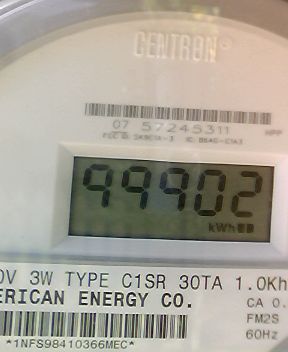 CENTRON®
07 57245311
HPP
99902
kWh
0V 3W TYPE C1SR 30TA 1.0Kh
ERICAN ENERGY CO.
CA 0.
FM2S
60Hz
*1NFS98410366MEC*